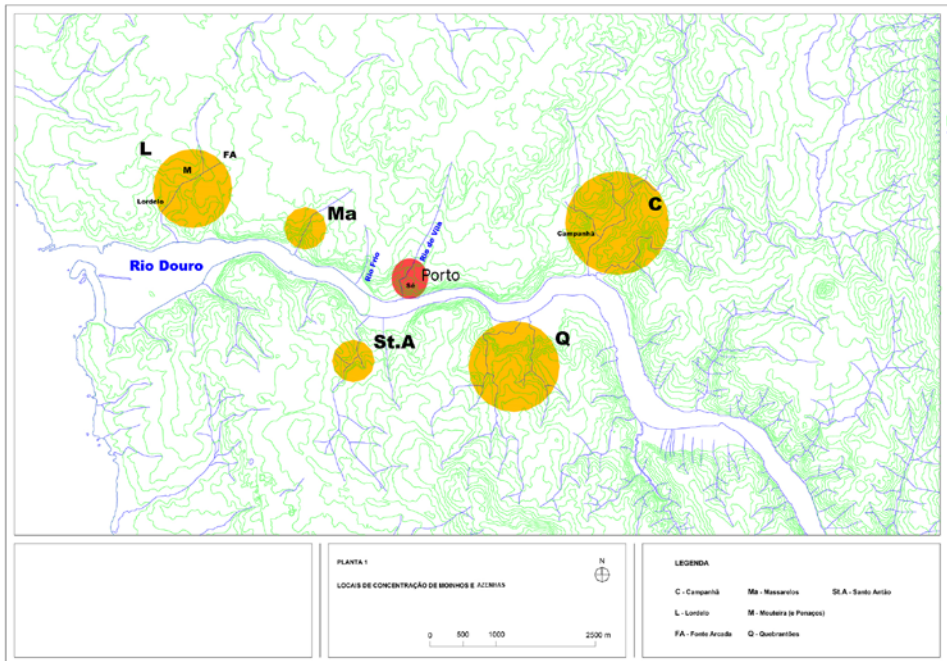 L
FA
M
Lordelo
Ma
C
Campanhã
Rio Douro
Rio Frio
Rio de Vila
Porto
Sé
St.A
Q
PLANTA 1
LOCAIS DE CONCENTRAÇÃO DE MOINHOS E AZENHAS
N
0 500 1000 2500 m
LEGENDA
C - Campanhã Ma - Massarelos St.A - Santo Antão
L - Lordelo M - Mouteira (e Penaços)
FA - Fonte Arcada Q - Quebrantões